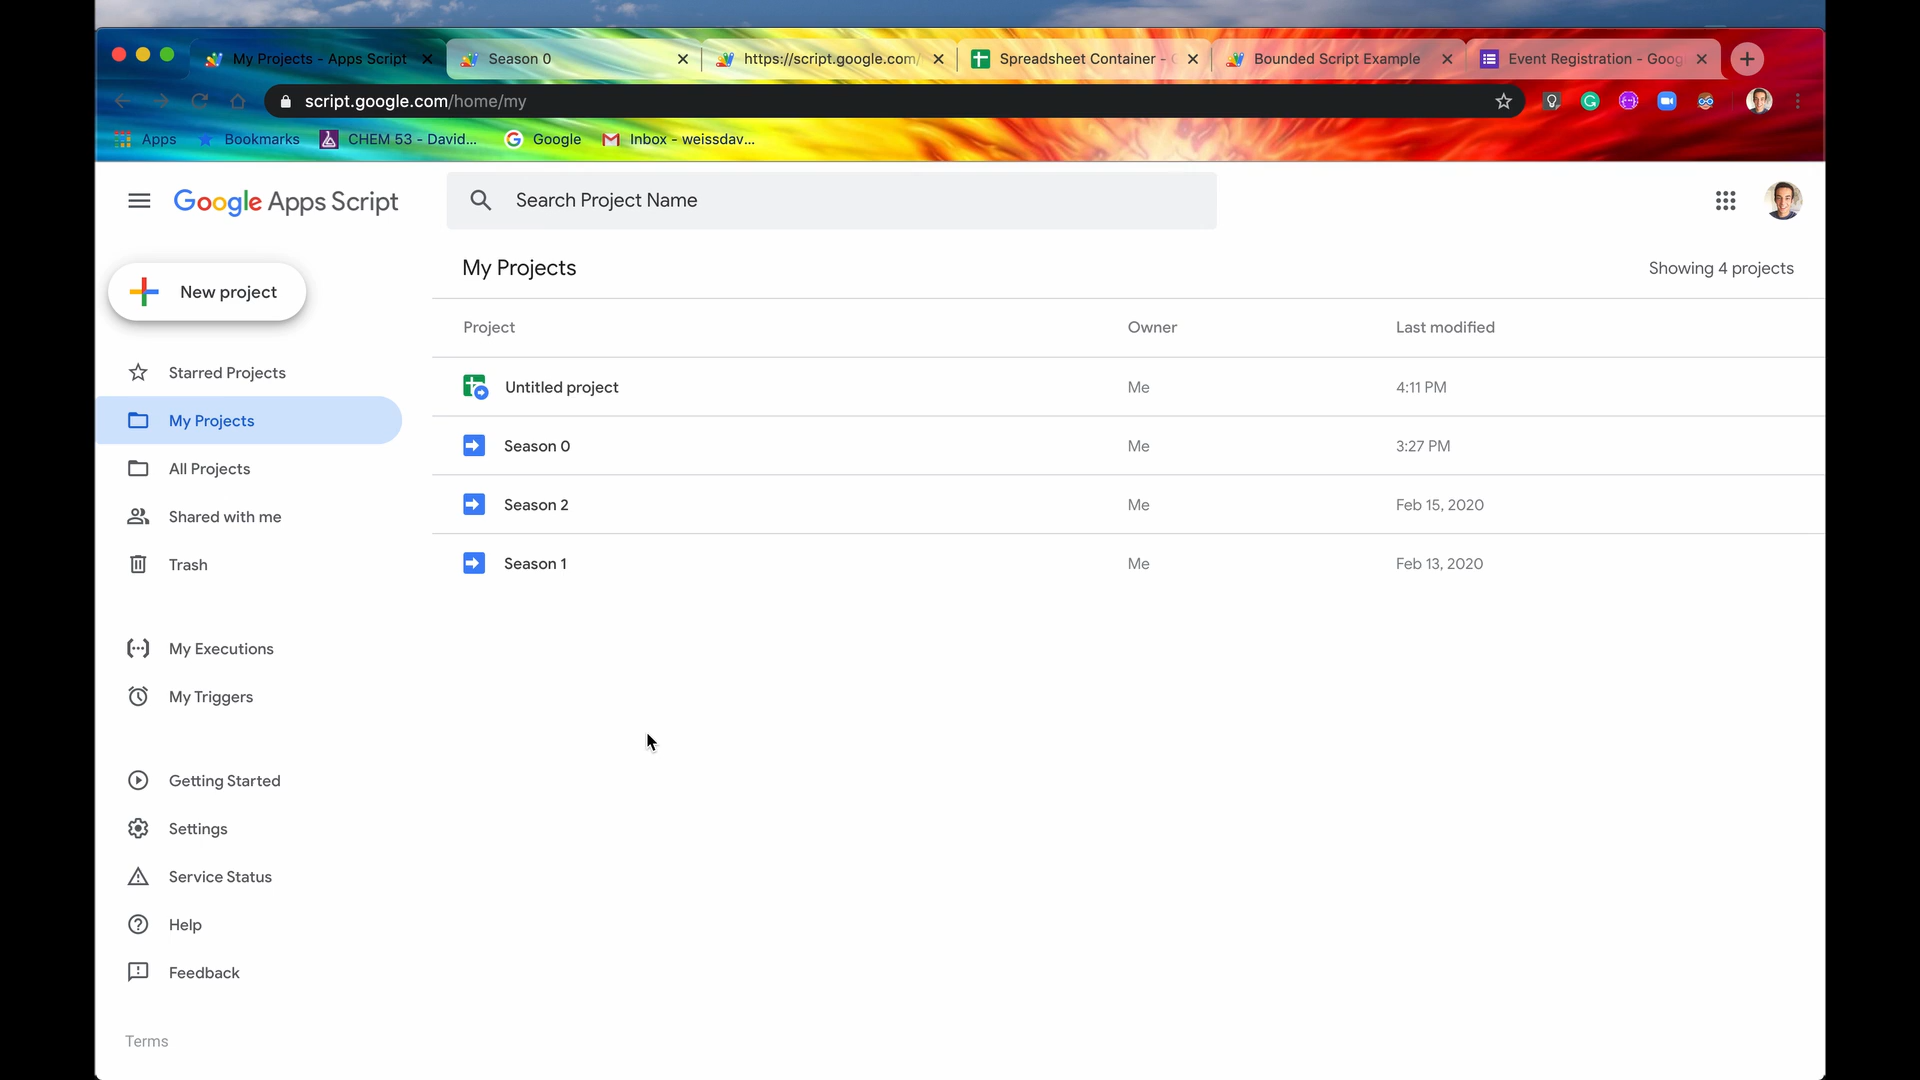 My Projects - Apps Script
Season 0
https://script.google.com/
Spreadsheet Container - G
Bounded Script Example
Event Registration - Goog
script.google.com/home/my
Apps
Bookmarks
CHEM 53 - David...
Google
Inbox - weissdav...
Google Apps Script
Search Project Name
New project
My Projects
Showing 4 projects
Project
Owner
Last modified
Untitled project
Me
4:11 PM
Season 0
Me
3:27 PM
Season 2
Me
Feb 15, 2020
Season 1
Me
Feb 13, 2020
Starred Projects
My Projects
All Projects
Shared with me
Trash
My Executions
My Triggers
Getting Started
Settings
Service Status
Help
Feedback
Terms